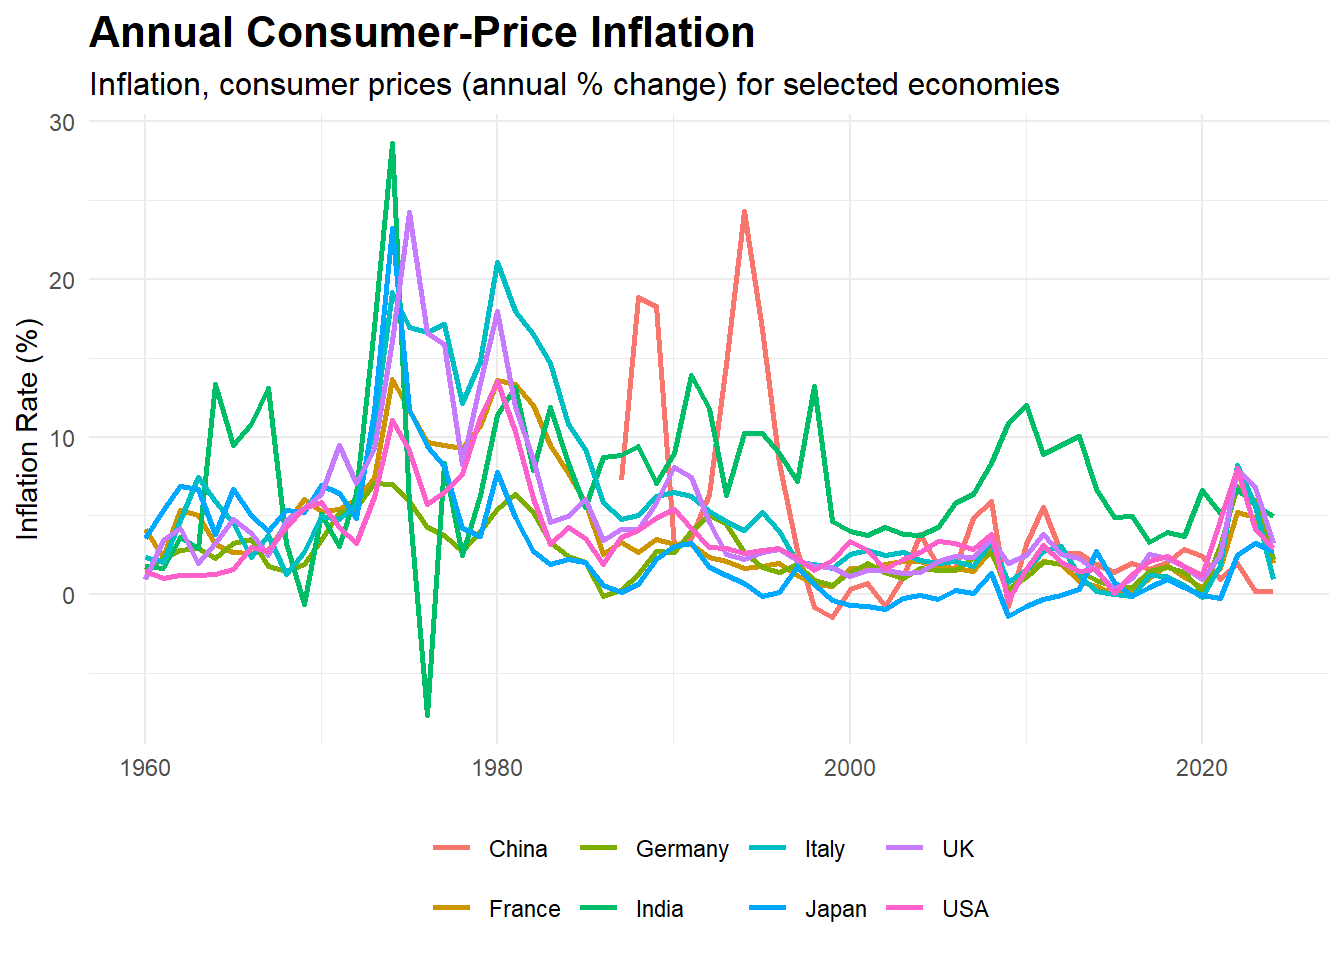 Annual Consumer-Price Inflation
Inflation, consumer prices (annual % change) for selected economies
Inflation Rate (%)
30
20
10
0
1960 1980 2000 2020
China Germany Italy UK
France India Japan USA